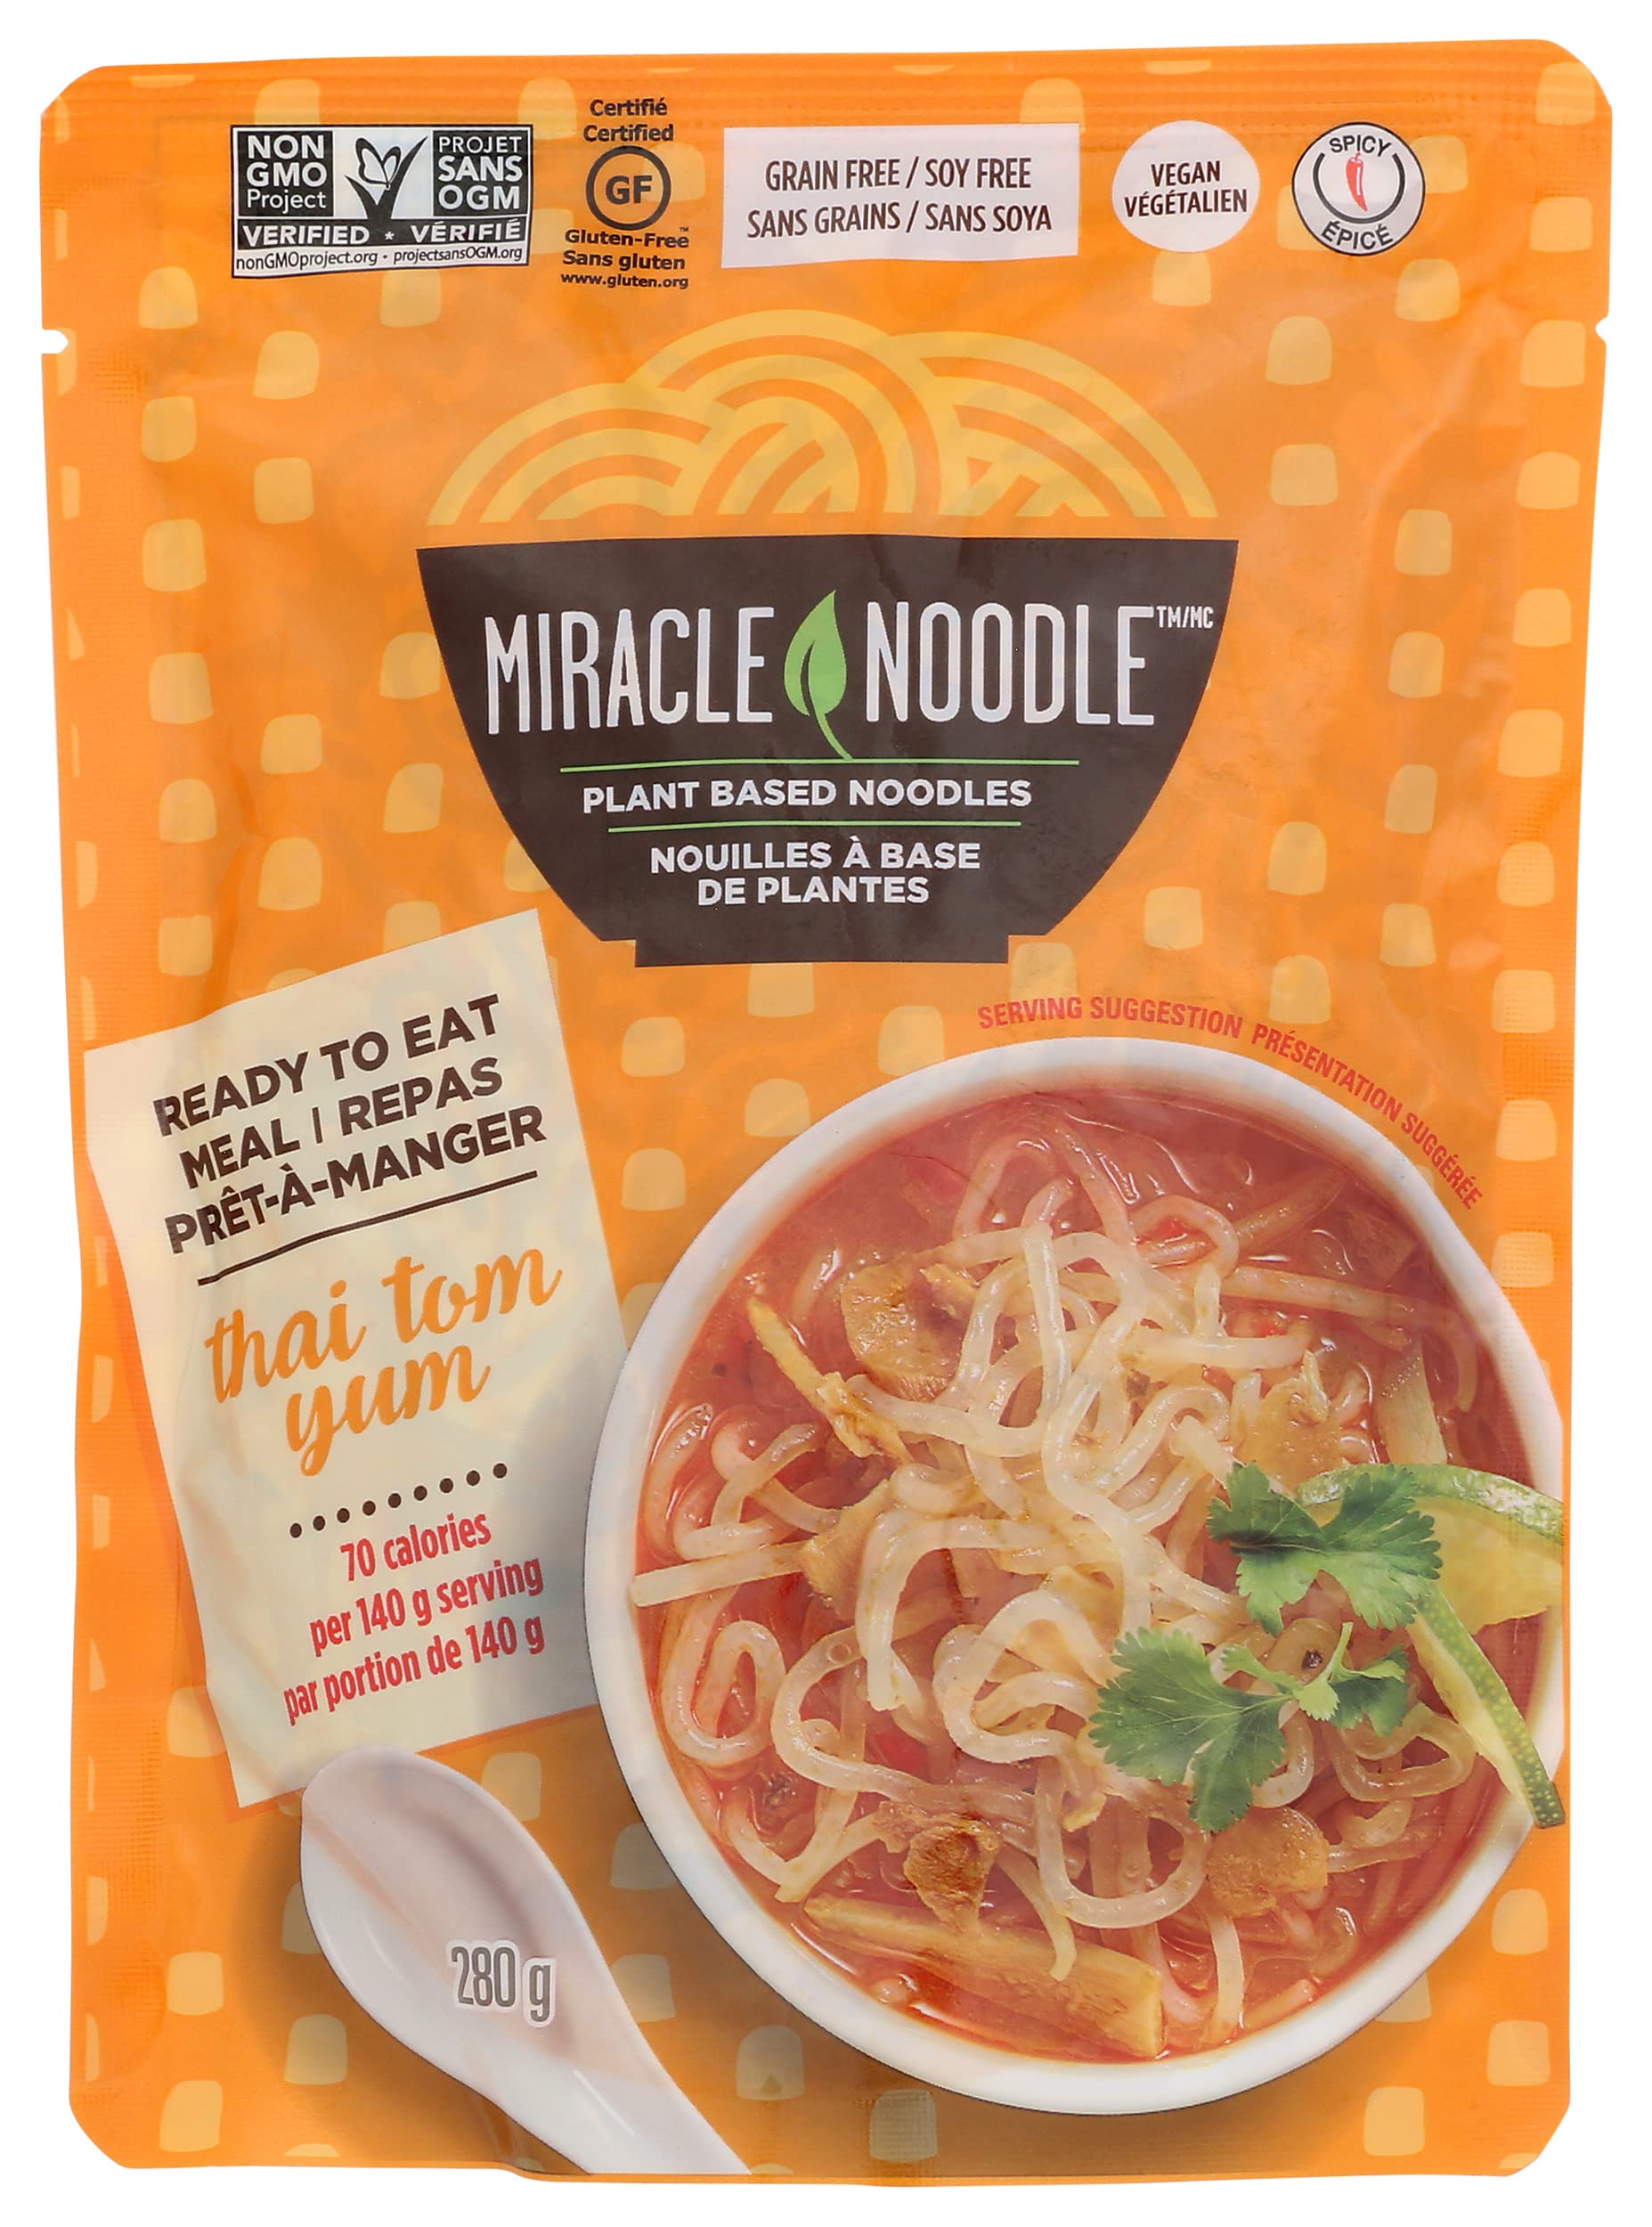 NON
GMO
Project
PROJET
SANS
OGM
VERIFIED * VÉRIFIÉ
nonGMOproject.org • projectsansOGM.org
Certifié
Certified
GF
™
Gluten-Free
Sans gluten
www.gluten.org
GRAIN FREE / SOY FREE
SANS GRAINS / SANS SOYA
VEGAN
VÉGÉTALIEN
SPICY
ÉPICÉ
MIRACLE NOODLE TM/MC
PLANT BASED NOODLES
NOUILLES À BASE
DE PLANTES
READY TO EAT
MEAL | REPAS
PRÊT-À-MANGER
thai tom
yum
70 calories
per 140 g serving
par portion de 140 g
SERVING SUGGESTION PRÉSENTATION SUGGÉRÉE
280 g